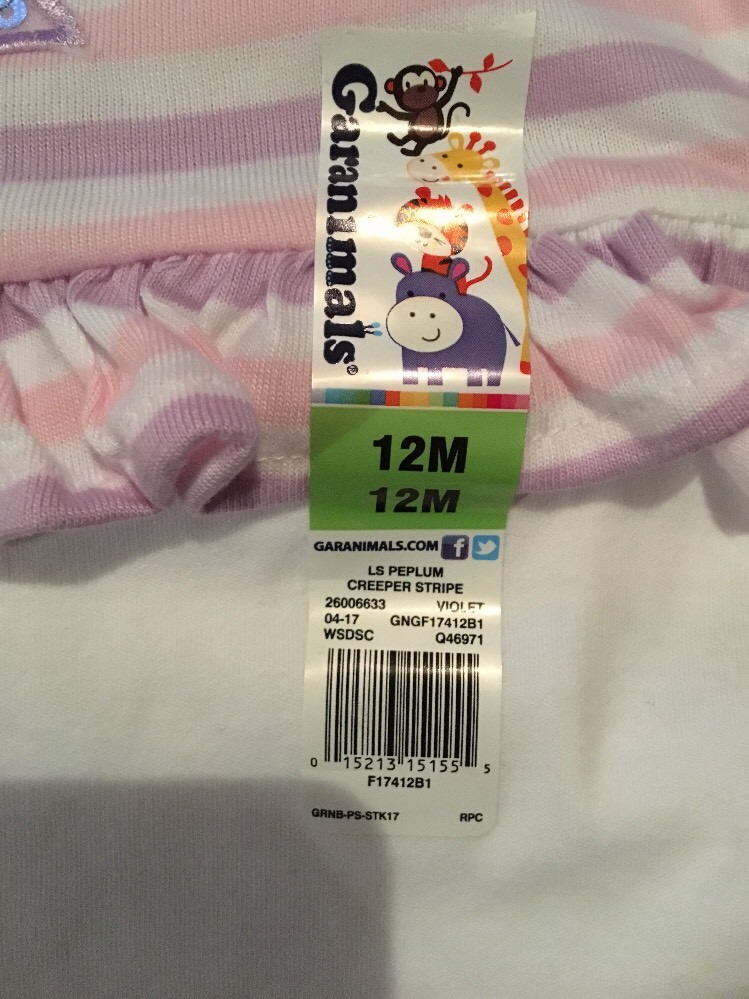 Garanimals®
12M
12M
GARANIMALS.COM
LS PEPLUM
CREEPER STRIPE
26006633 VIOLET
04-17 GNGF17412B1
WSDSC Q46971
0 15213 15155 5
F17412B1
GRNB-PS-STK17 RPC